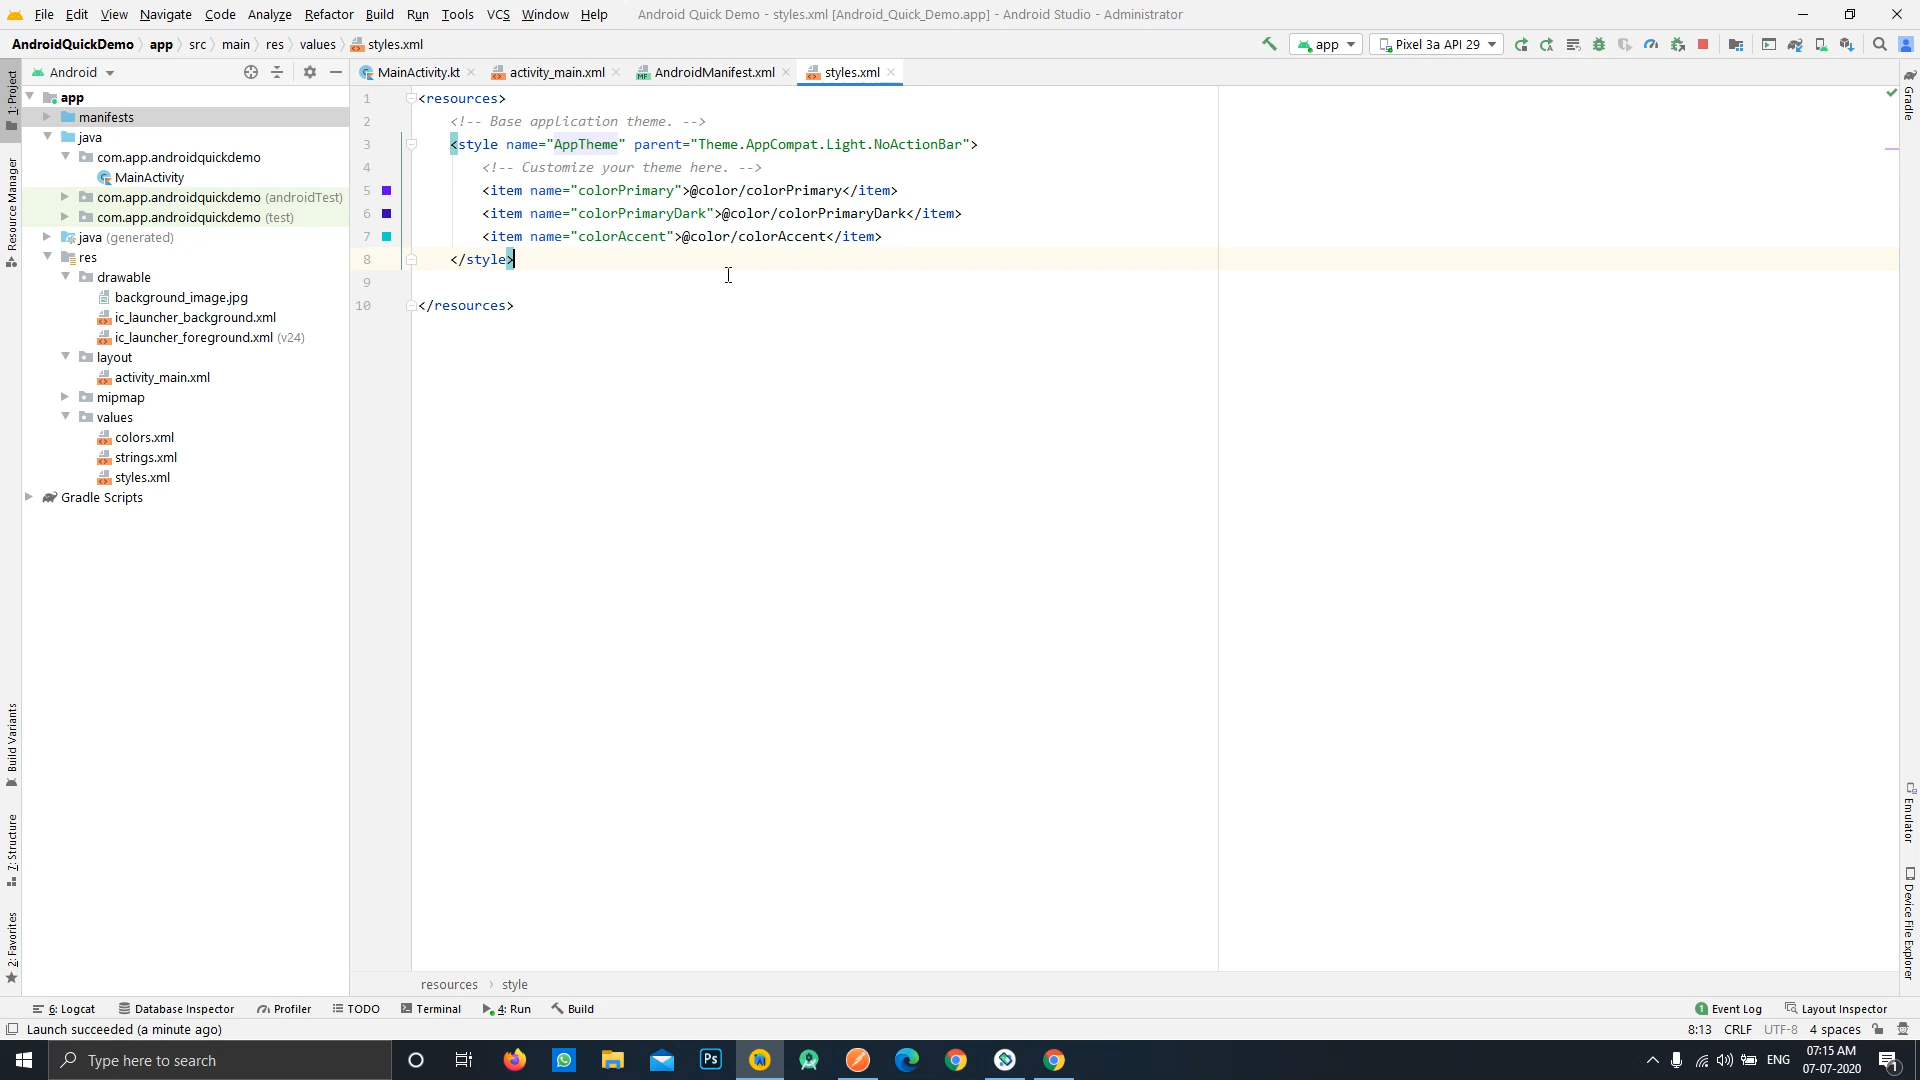 File Edit View Navigate Code Analyze Refactor Build Run Tools VCS Window Help Android Quick Demo - styles.xml [Android_Quick_Demo.app] - Android Studio - Administrator
AndroidQuickDemo app src main res values styles.xml app Pixel 3a API 29
Android MainActivity.kt activity_main.xml AndroidManifest.xml styles.xml
1: Project
Resource Manager
Build Variants
7: Structure
2: Favorites
app
manifests
java
com.app.androidquickdemo
MainActivity
com.app.androidquickdemo (androidTest)
com.app.androidquickdemo (test)
java (generated)
res
drawable
background_image.jpg
ic_launcher_background.xml
ic_launcher_foreground.xml (v24)
layout
activity_main.xml
mipmap
values
colors.xml
strings.xml
styles.xml
Gradle Scripts
1 <resources>
2 <!-- Base application theme. -->
3 <style name="AppTheme" parent="Theme.AppCompat.Light.NoActionBar">
4 <!-- Customize your theme here. -->
5 <item name="colorPrimary">@color/colorPrimary</item>
6 <item name="colorPrimaryDark">@color/colorPrimaryDark</item>
7 <item name="colorAccent">@color/colorAccent</item>
8 </style>
9
10 </resources>
Gradle
Emulator
Device File Explorer
resources › style
6: Logcat Database Inspector Profiler TODO Terminal 4: Run Build 1 Event Log Layout Inspector
Launch succeeded (a minute ago) 8:13 CRLF UTF-8 4 spaces
Type here to search Ps ENG 07:15 AM 1
07-07-2020